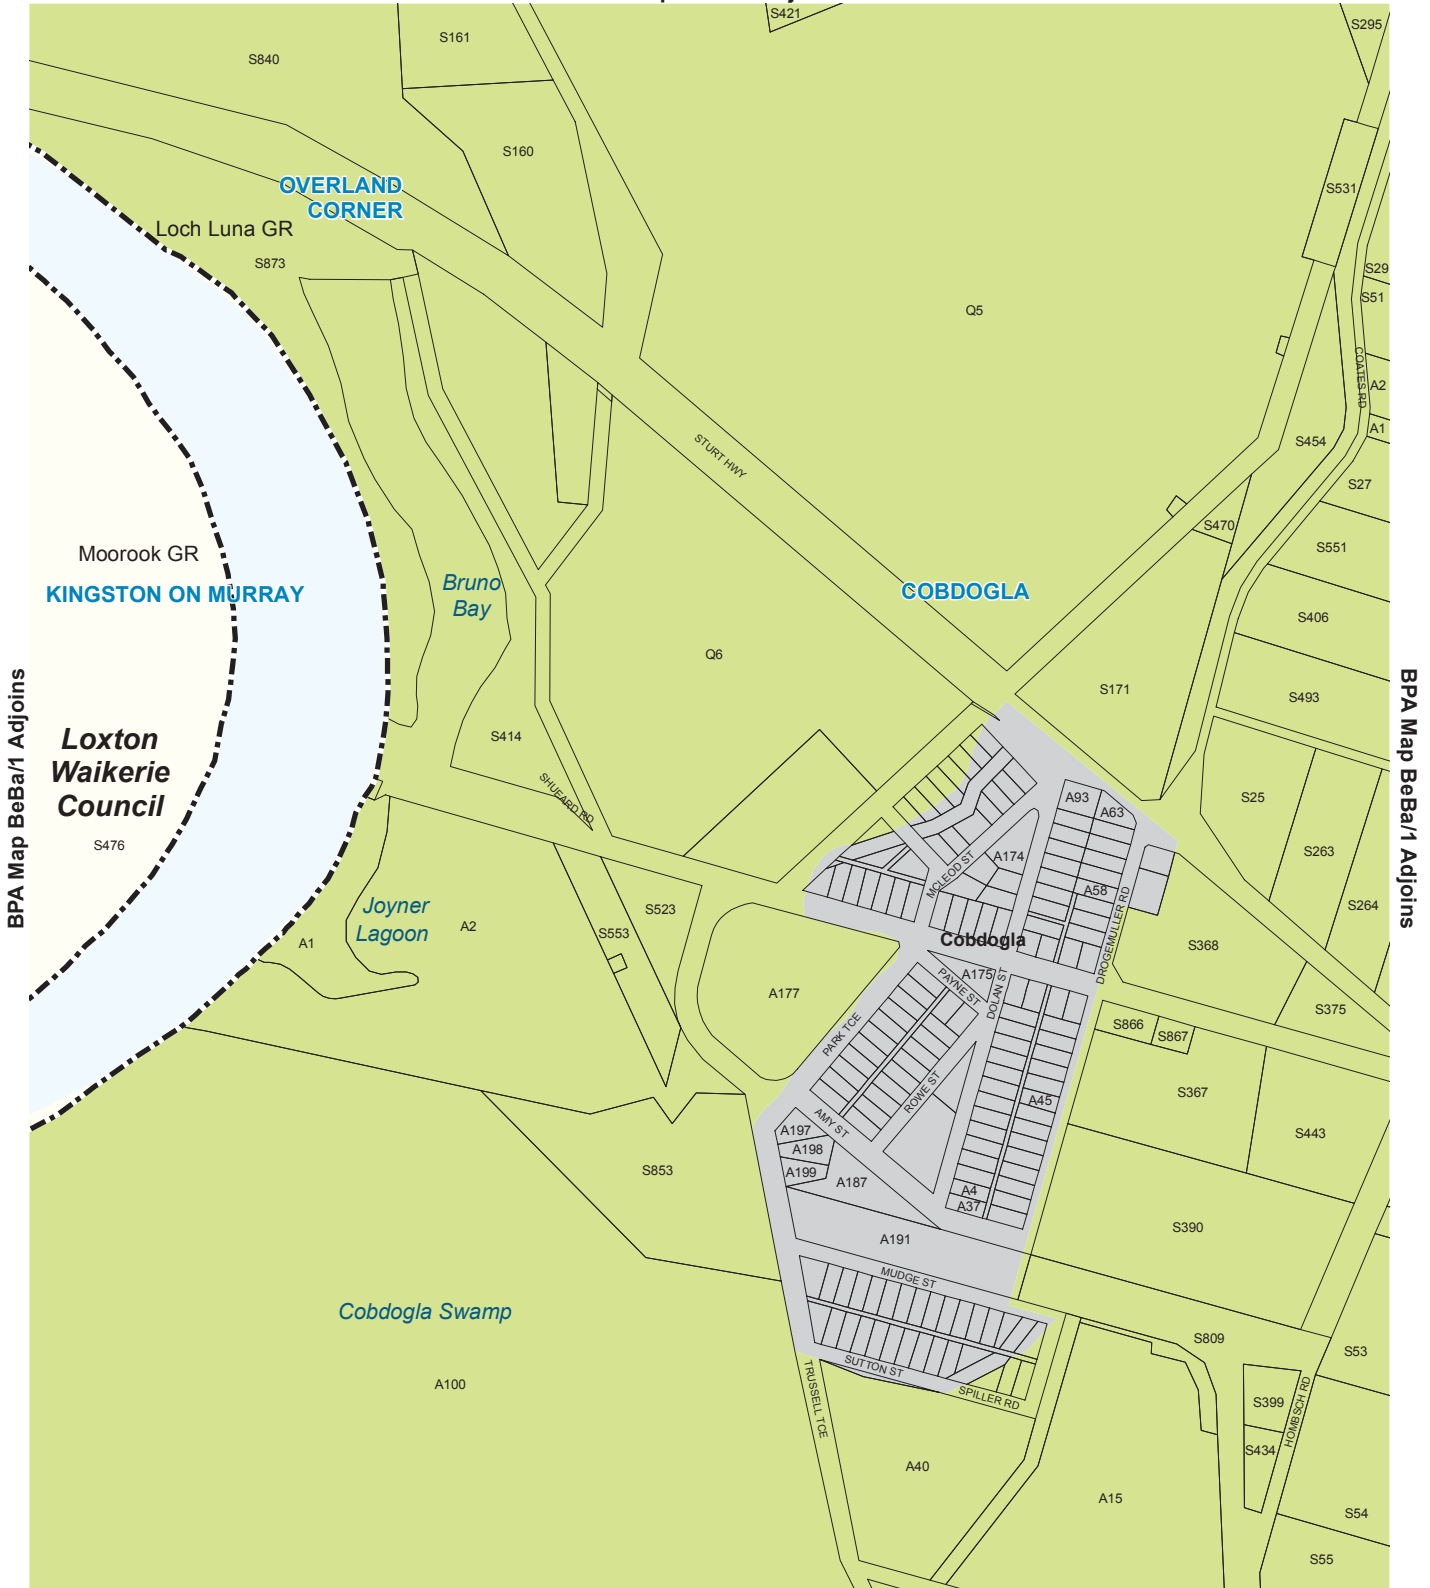 S421
S295
S161
S840
S160
S531
OVERLAND
CORNER
Loch Luna GR
S873
S29
S51
Q5
COATES RD
A2
A1
S454
STURT HWY
S27
S470
S551
Moorook GR
KINGSTON ON MURRAY
Bruno
Bay
COBDOGLA
S406
Q6
S171
S493
BPA Map BeBa/1 Adjoins
BPA Map BeBa/1 Adjoins
Loxton
Waikerie
Council
S476
S414
SHUEARD RD
A93
A63
S25
S263
S264
A174
MCLEOD ST
A58
DROGEMULLER RD
Joyner
Lagoon
A1
A2
S523
S553
Cobdogla
S368
A175
PAYNE ST
DOLAN ST
A177
S375
PARK TCE
S866
S867
ROWE ST
S367
A45
AMY ST
A197
A198
A199
S443
S853
A187
A4
A37
A191
S390
MUDGE ST
Cobdogla Swamp
S809
S53
SUTTON ST
SPILLER RD
TRUSSELL TCE
A100
S399
HOMBSCH RD
S434
A40
A15
S54
S55